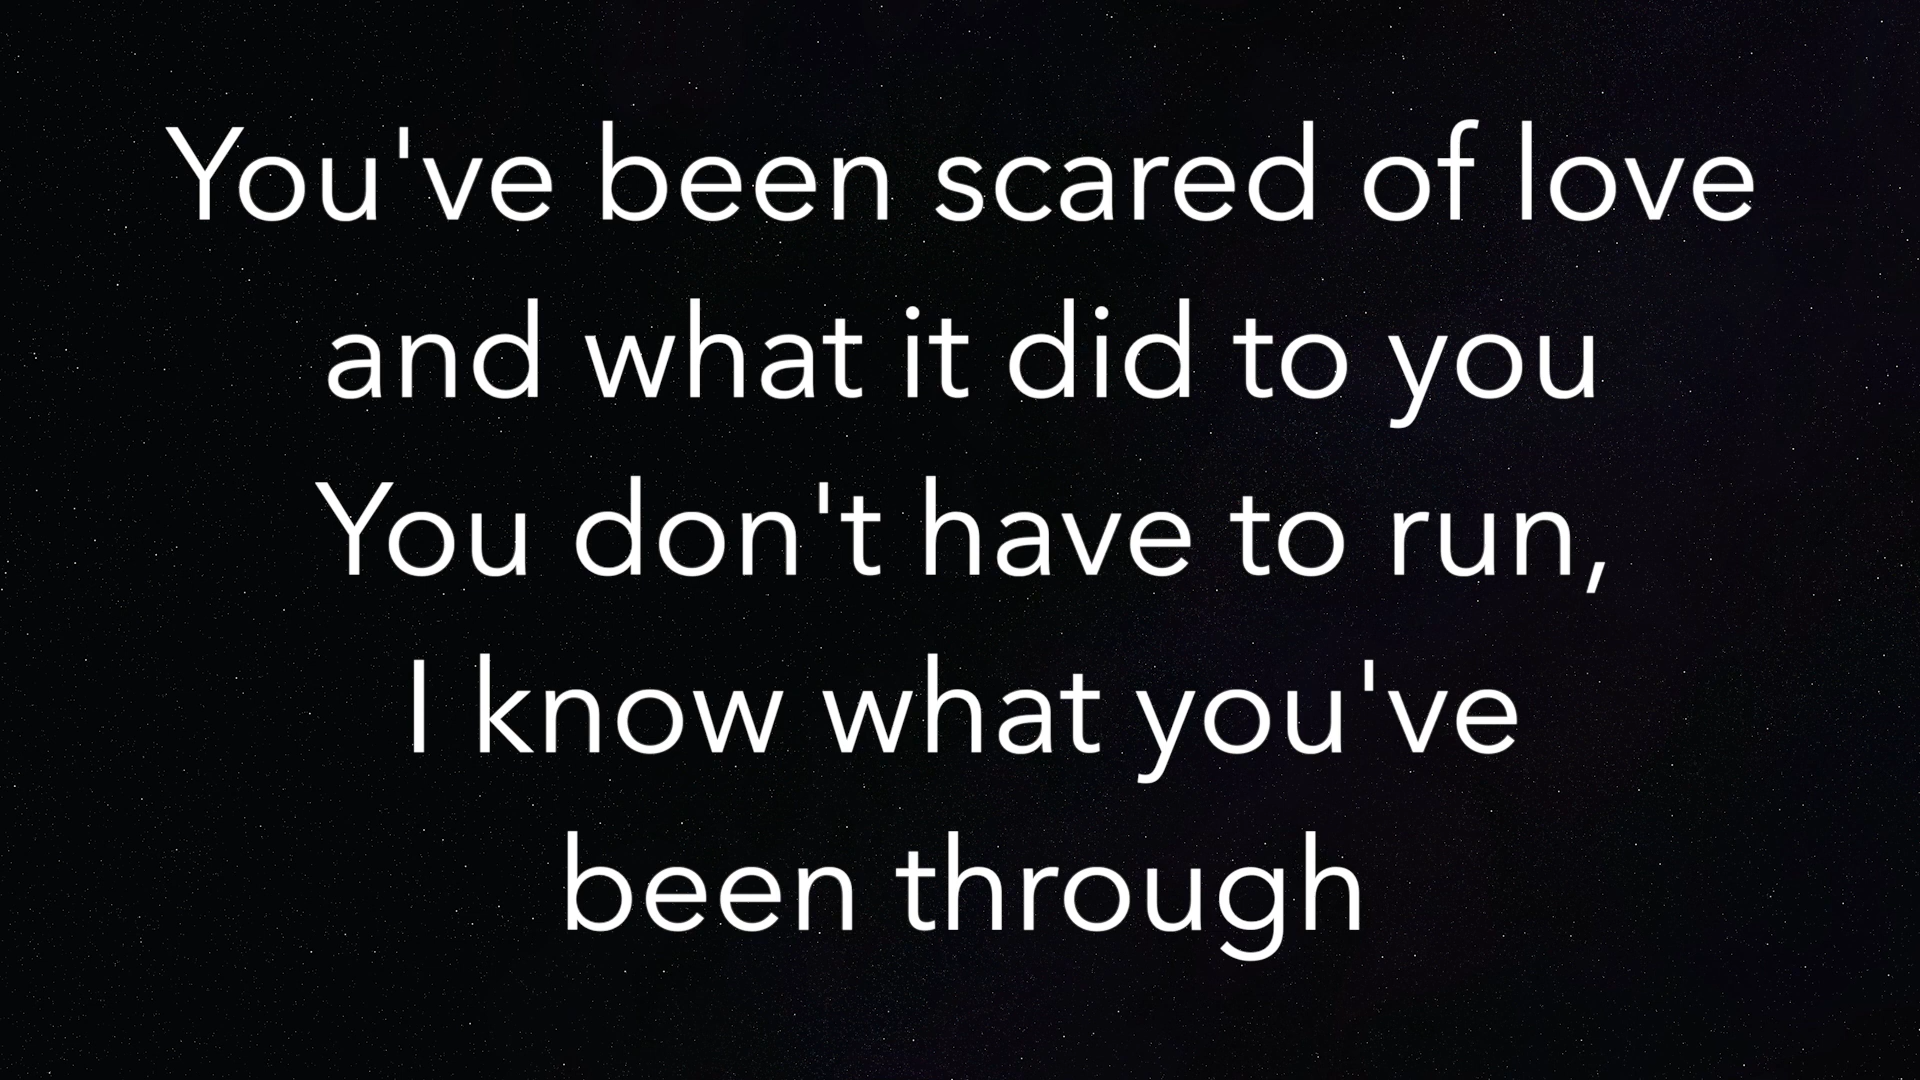 You've been scared of love
and what it did to you
You don't have to run,
I know what you've
been through